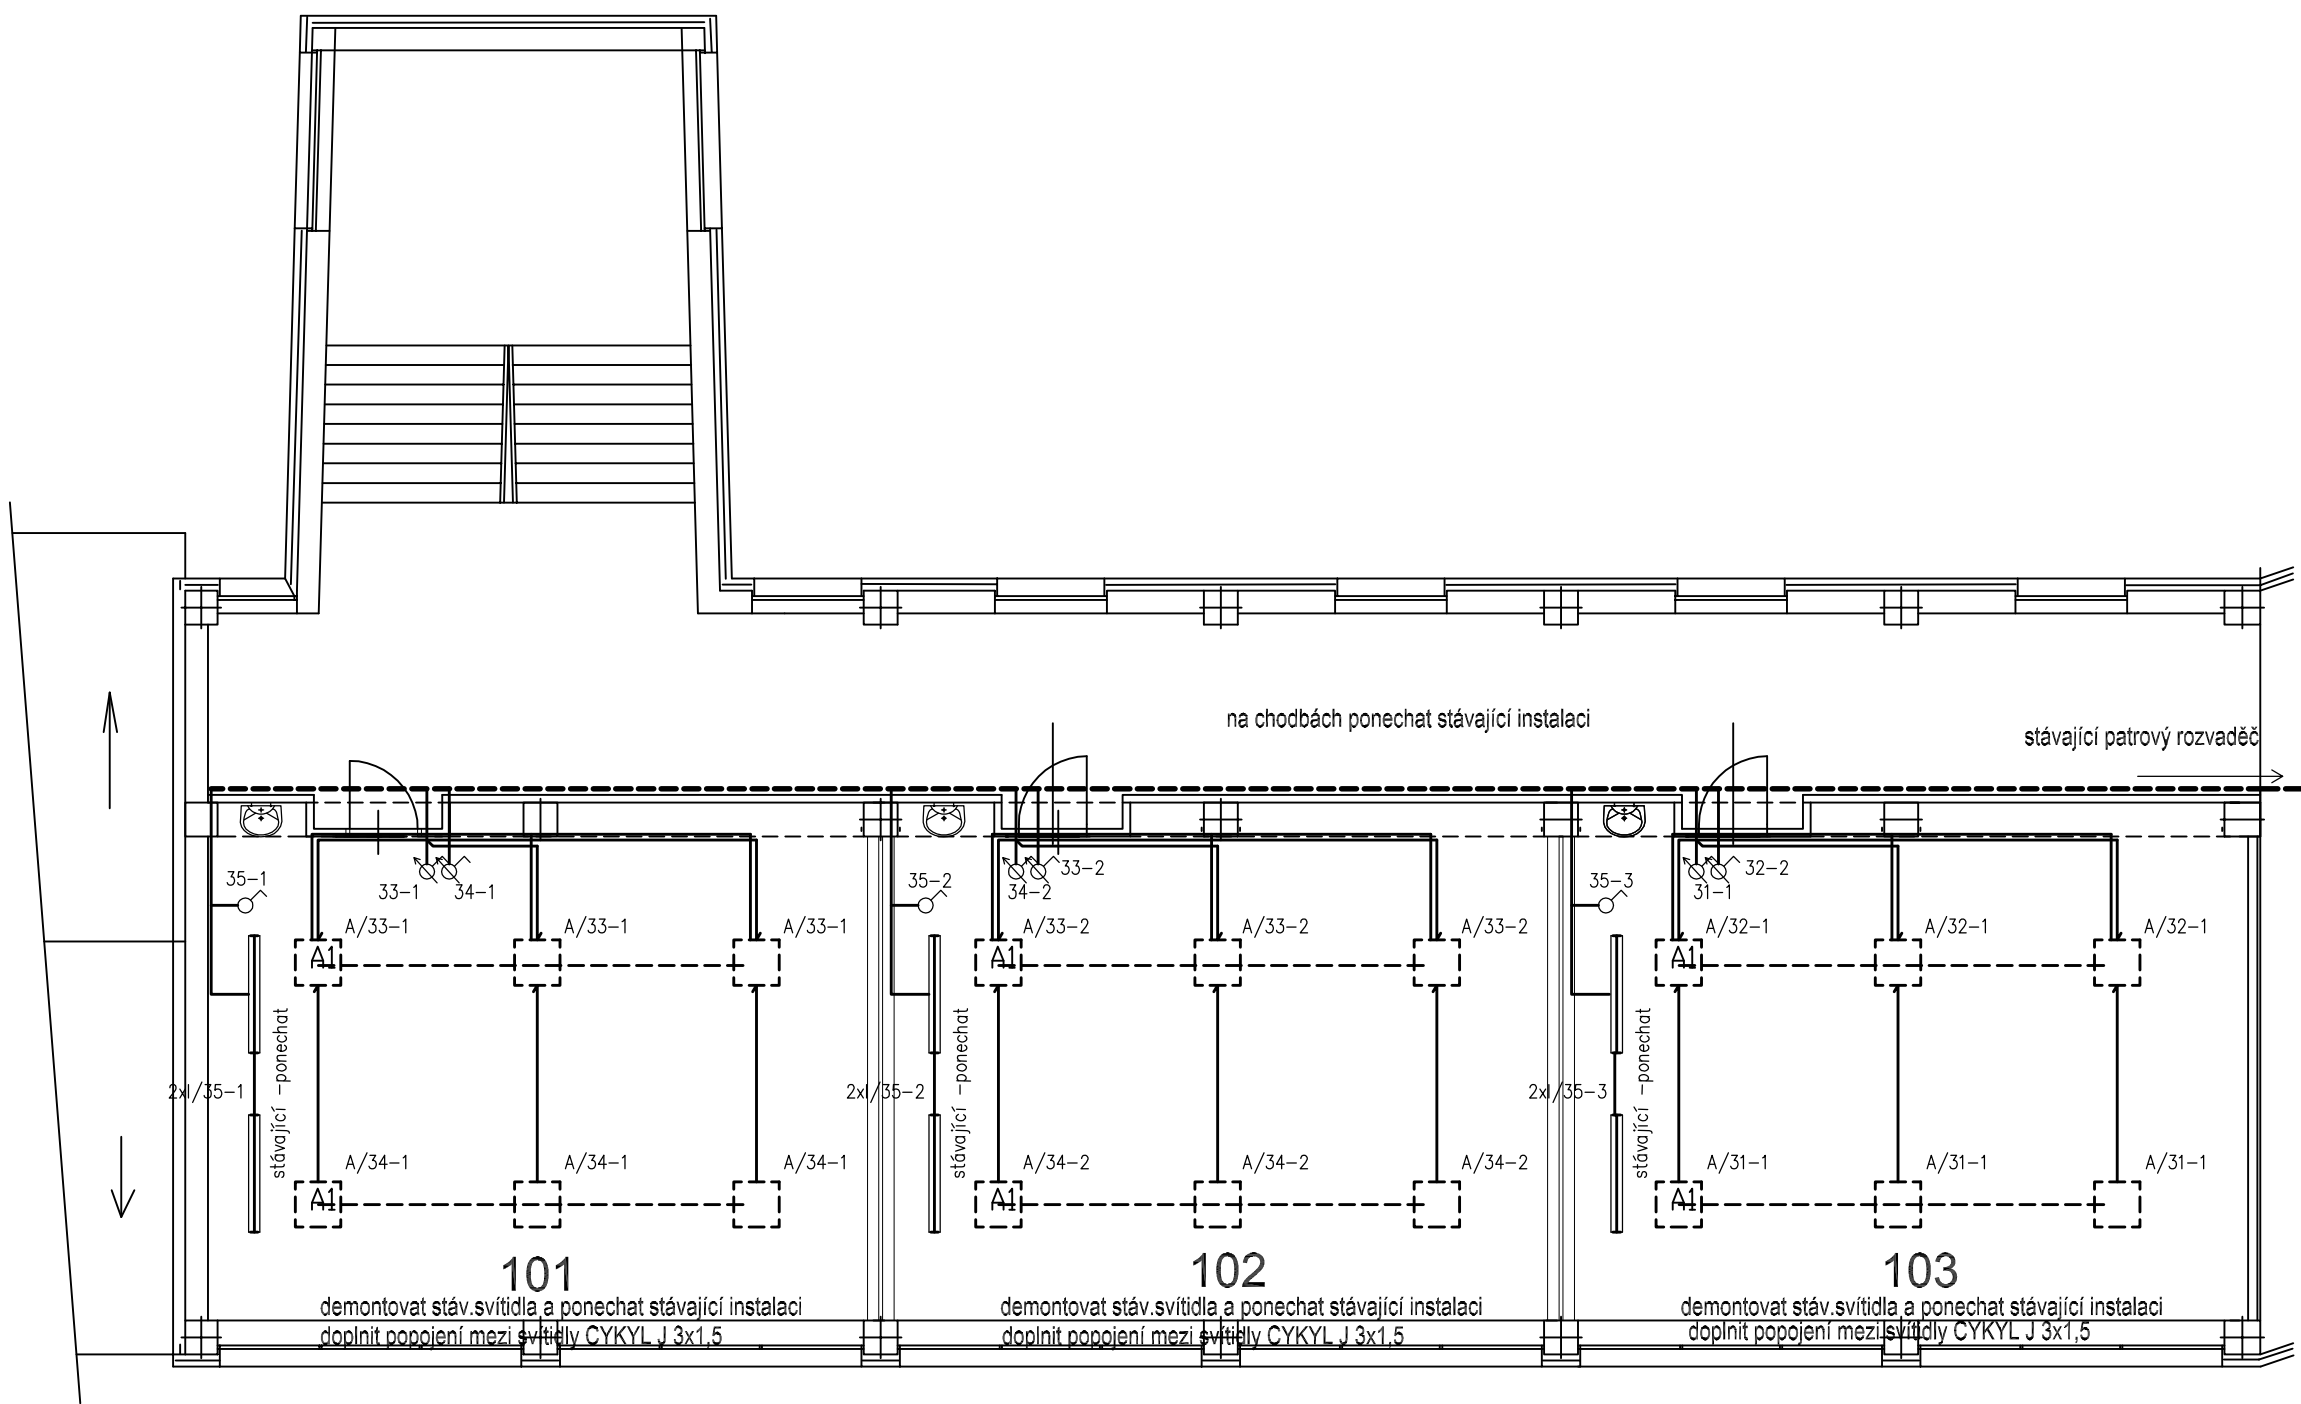 na chodbách ponechat stávající instalaci
stávající patrový rozvaděč
35-1
33-1
34-1
35-2
34-2
33-2
35-3
31-1
32-2
A/33-1
A/33-1
A/33-1
A/33-2
A/33-2
A/33-2
A/32-1
A/32-1
A/32-1
A1
A1
A1
2xI/35-1
stávající -ponechat
2xI/35-2
stávající -ponechat
2xI/35-3
stávající -ponechat
A/34-1
A/34-1
A/34-1
A/34-2
A/34-2
A/34-2
A/31-1
A/31-1
A/31-1
A1
A1
A1
101
demontovat stáv.svítidla a ponechat stávající instalaci
doplnit popojení mezi svítidly CYKYL J 3x1,5
102
demontovat stáv.svítidla a ponechat stávající instalaci
doplnit popojení mezi svítidly CYKYL J 3x1,5
103
demontovat stáv.svítidla a ponechat stávající instalaci
doplnit popojení mezi svítidly CYKYL J 3x1,5